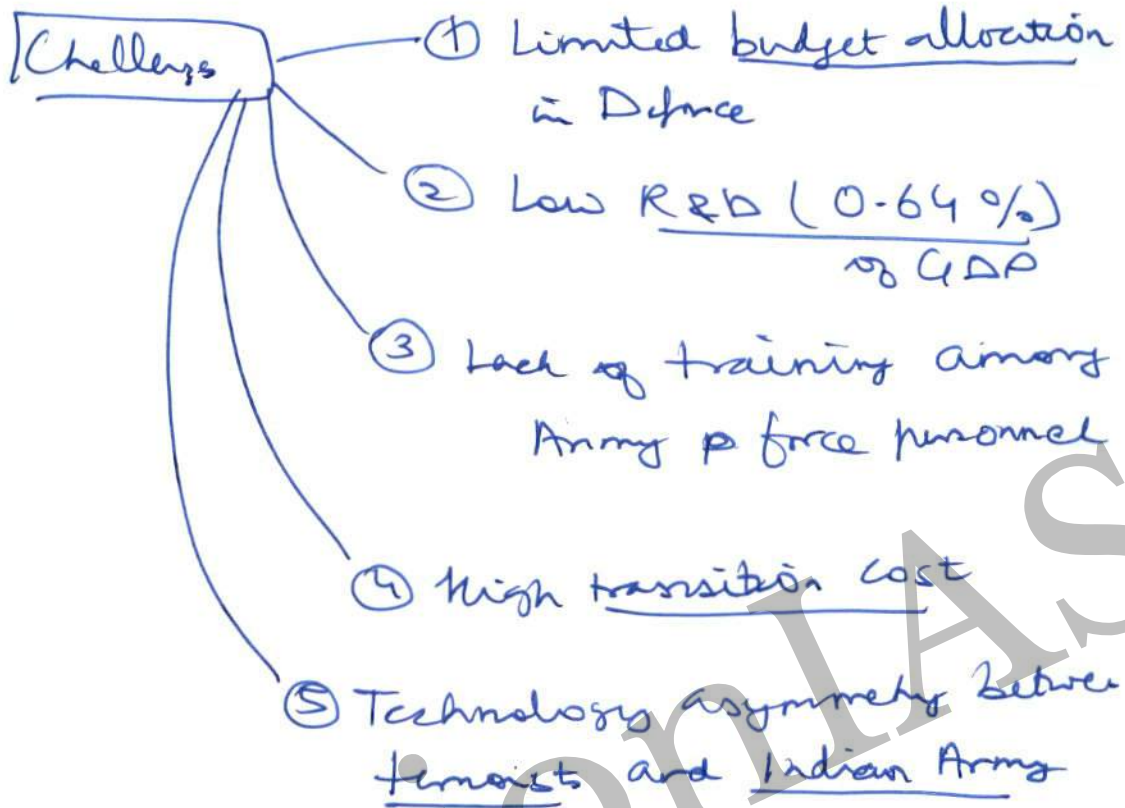 Challenges
① Limited budget allocation
in Defence
② Low R&D (0.64 %)
of GDP
③ Lack of training among
Army force personnel
④ High transition cost
⑤ Technology asymmetry between
terrorists and Indian Army
ionIAS